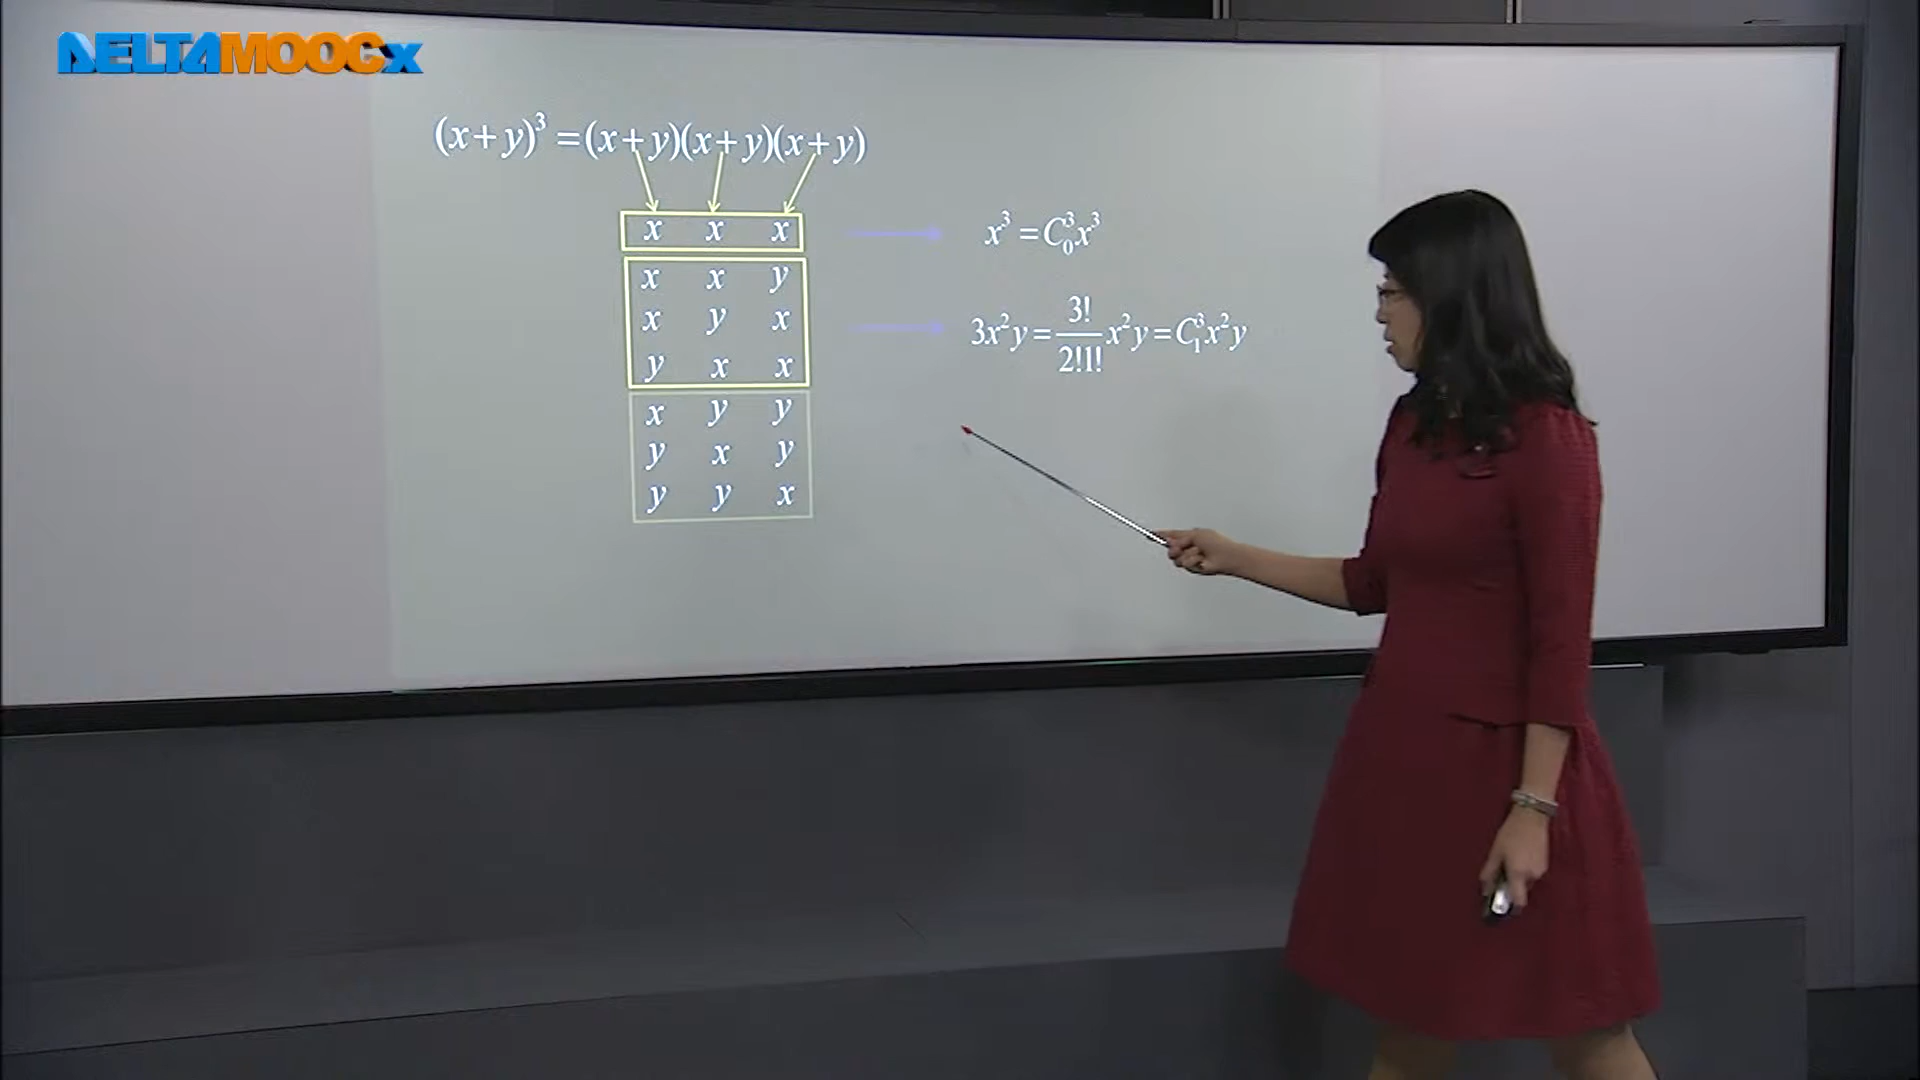 DELTAMOOCx
(x+y)³=(x+y)(x+y)(x+y)
x x x
x³=C₀³x³
x x y
x y x
y x x
3x²y=3!/2!1! x²y=C₁³x²y
x y y
y x y
y y x